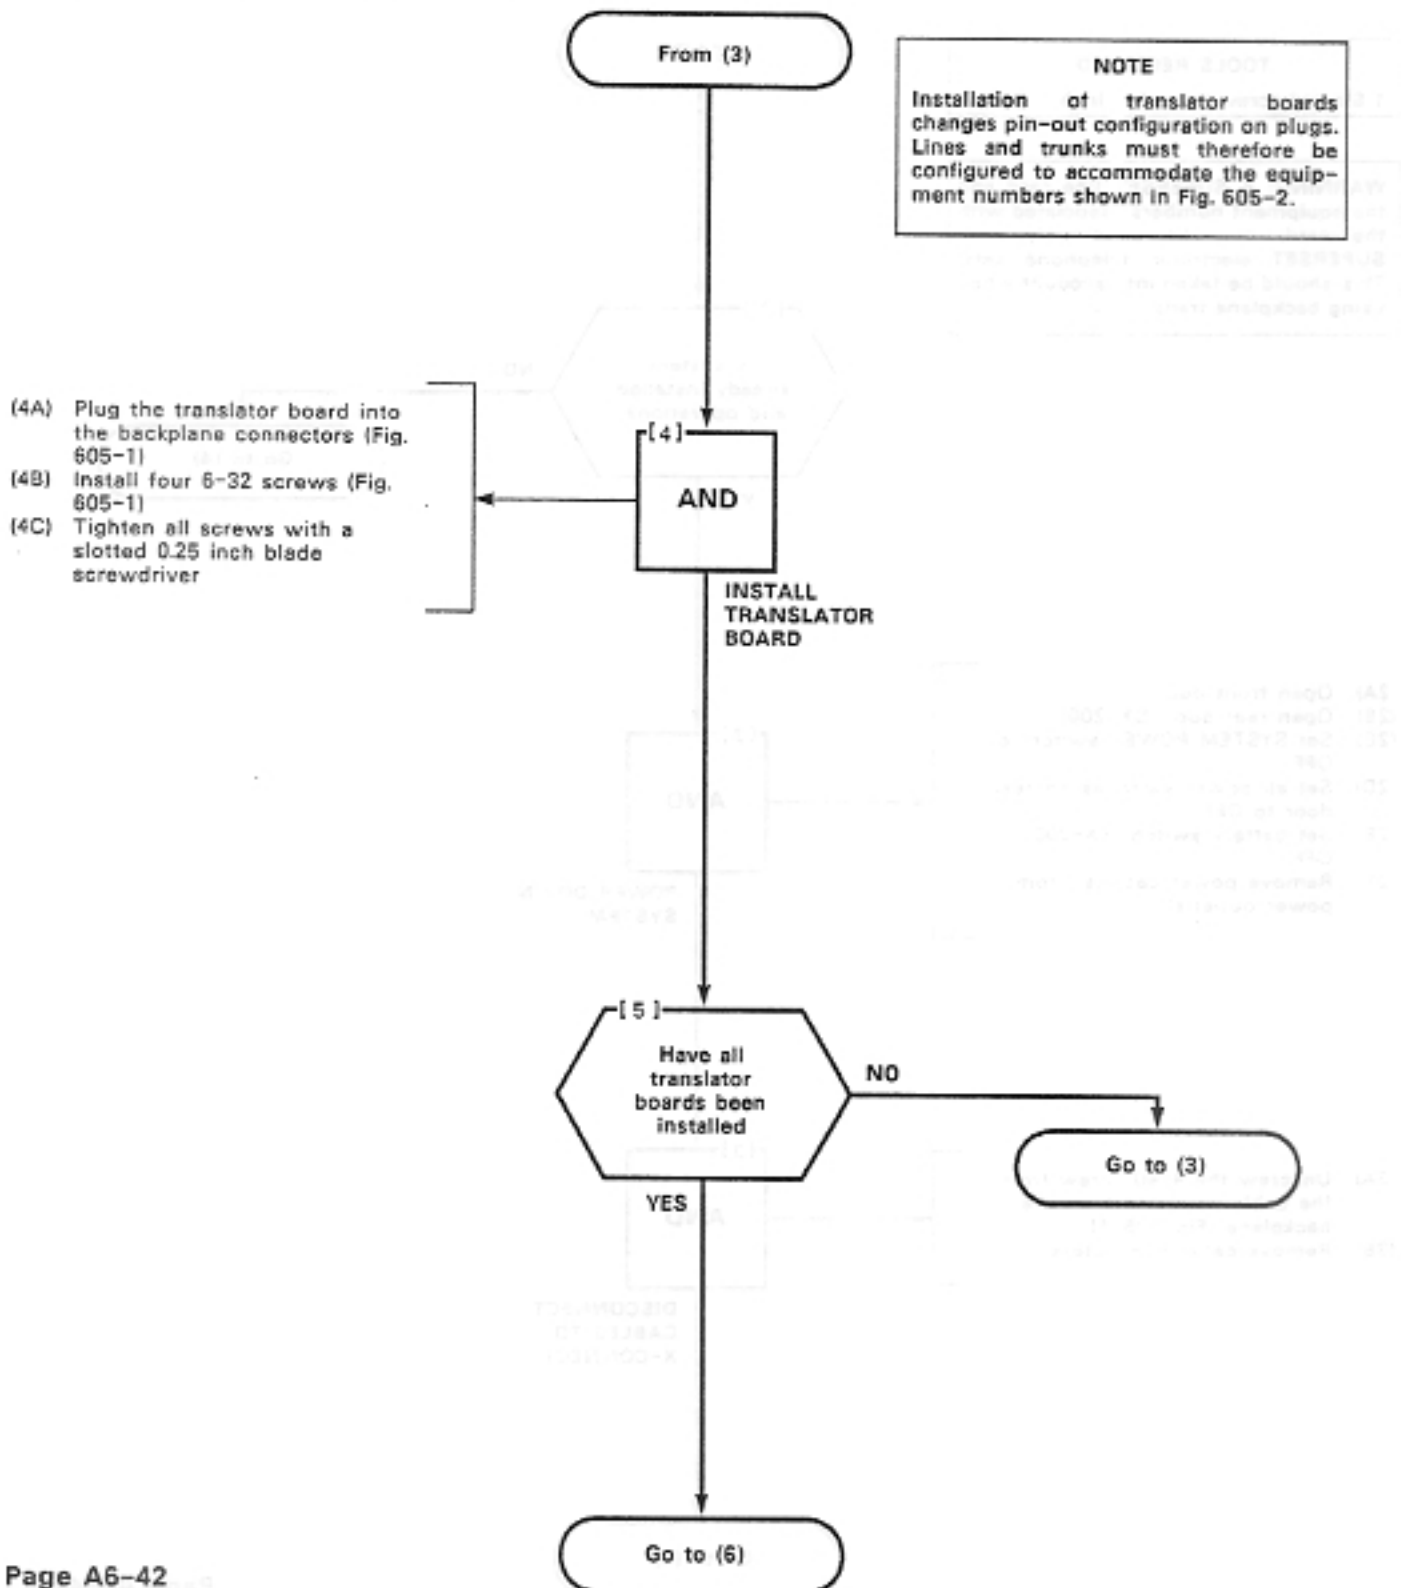 From (3)
NOTE
Installation of translator boards
changes pin-out configuration on plugs.
Lines and trunks must therefore be
configured to accommodate the equip-
ment numbers shown in Fig. 605-2.
(4A) Plug the translator board into
the backplane connectors (Fig.
605-1)
(4B) Install four 6-32 screws (Fig.
605-1)
(4C) Tighten all screws with a
slotted 0.25 inch blade
screwdriver
[4]
AND
INSTALL
TRANSLATOR
BOARD
[5]
Have all
translator
boards been
installed
NO
Go to (3)
YES
Go to (6)
Page A6-42